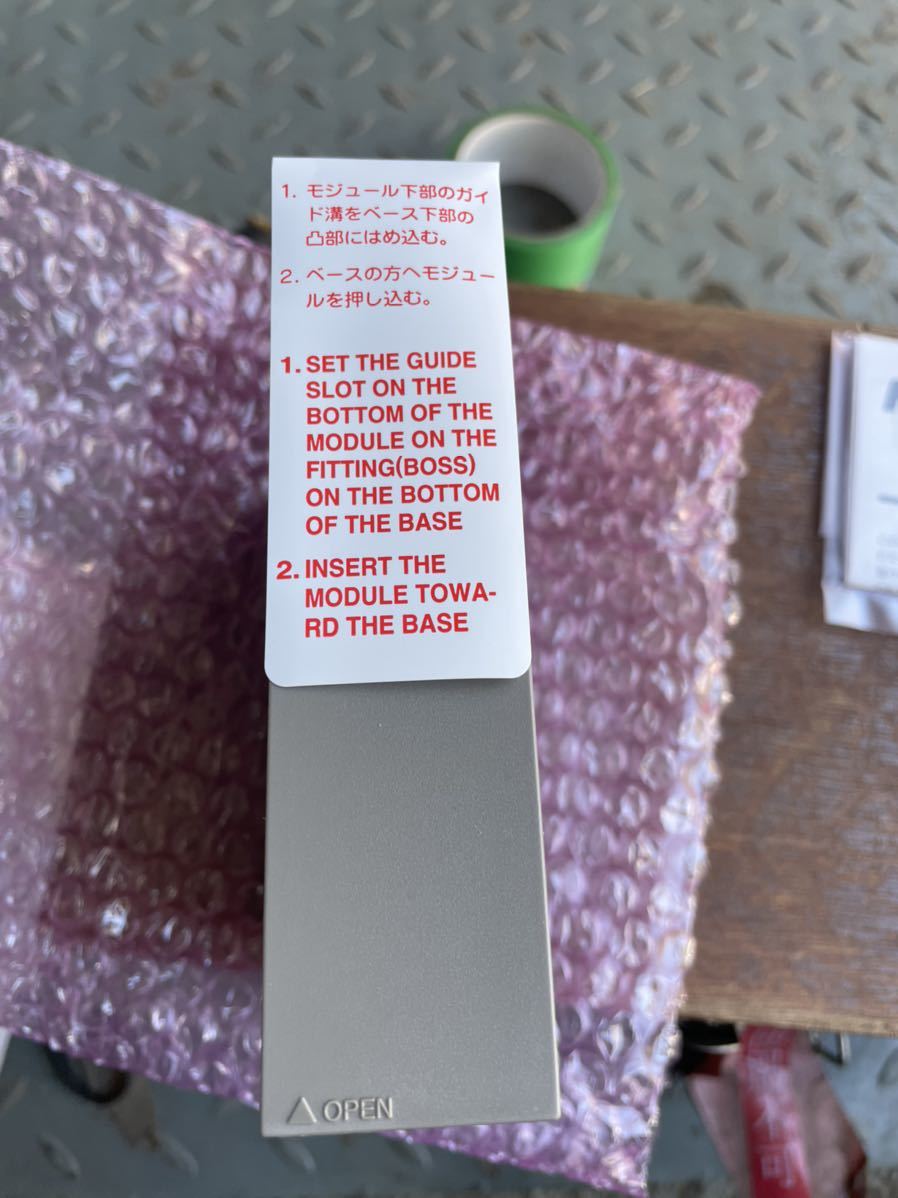 1. モジュール下部のガイ
ド溝をベース下部の
凸部にはめ込む。
2. ベースの方へモジュー
ルを押し込む。
1. SET THE GUIDE
SLOT ON THE
BOTTOM OF THE
MODULE ON THE
FITTING(BOSS)
ON THE BOTTOM
OF THE BASE
2. INSERT THE
MODULE TOWA-
RD THE BASE
△ OPEN